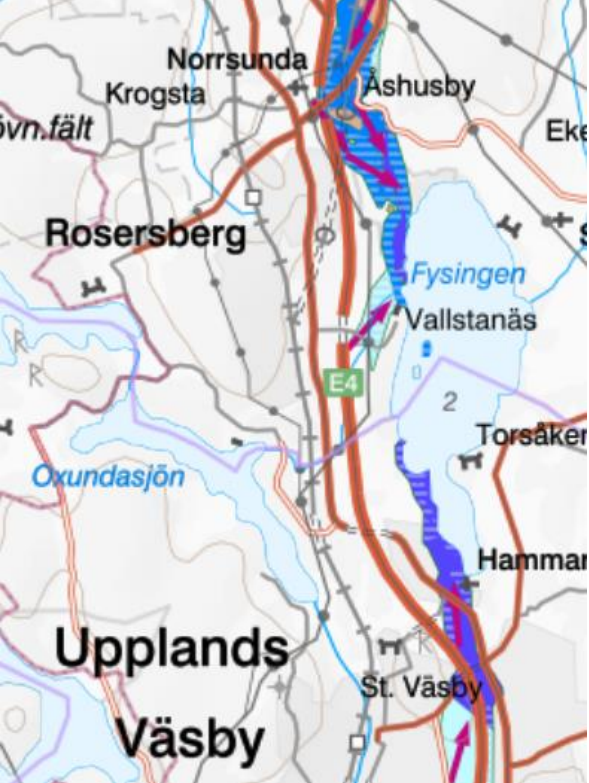 Norrsunda
Krogsta
Åshusby
övn.fält
Eke
Rosersberg
S
Fysingen
Vallstanäs
R
R
E4
2
Torsåker
Oxundasjön
Hammar
R
Upplands
Väsby
St. Väsby